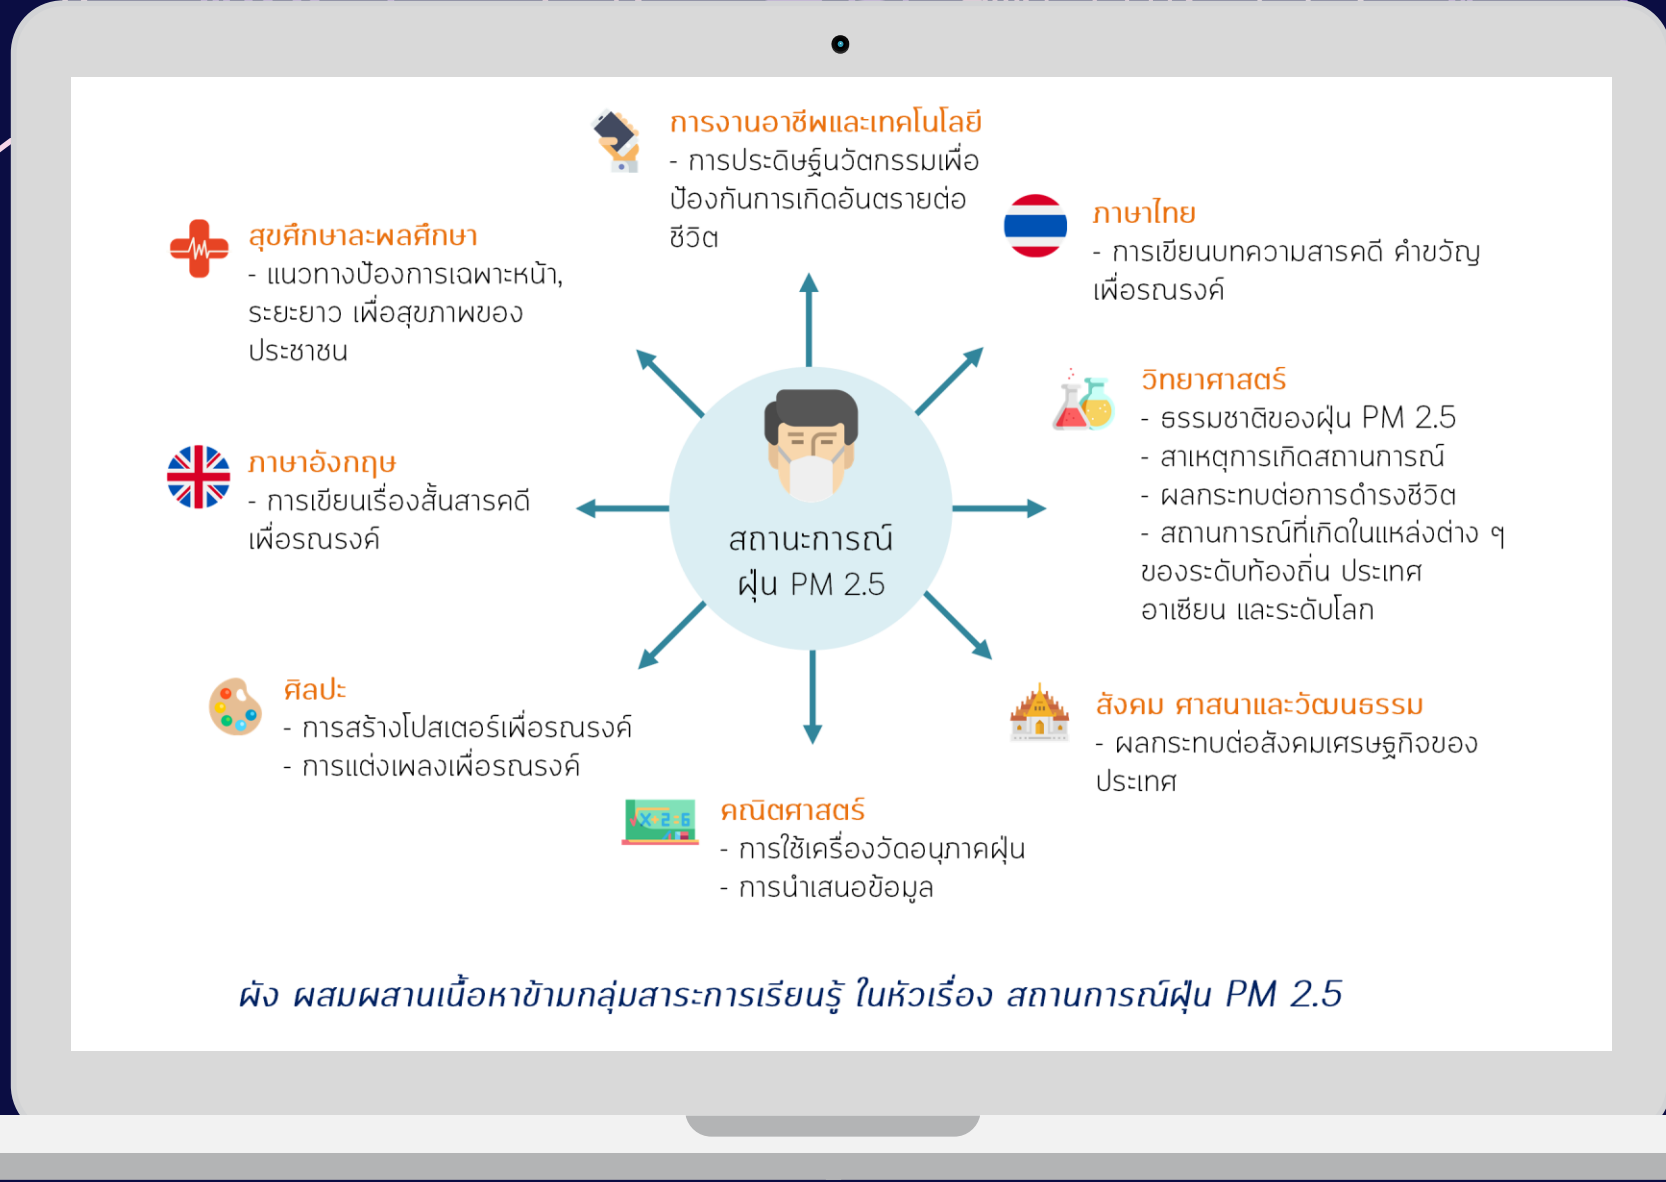 การงานอาชีพและเทคโนโลยี
- การประดิษฐ์นวัตกรรมเพื่อ
ป้องกันการเกิดอันตรายต่อ
ชีวิต
ภาษาไทย
- การเขียนบทความสารคดี คำขวัญ
เพื่อรณรงค์
สุขศึกษาละพลศึกษา
- แนวทางป้องการเฉพาะหน้า,
ระยะยาว เพื่อสุขภาพของ
ประชาชน
วิทยาศาสตร์
- ธรรมชาติของฝุ่น PM 2.5
- สาเหตุการเกิดสถานการณ์
- ผลกระทบต่อการดำรงชีวิต
- สถานการณ์ที่เกิดในแหล่งต่าง ๆ
ของระดับท้องถิ่น ประเทศ
อาเซียน และระดับโลก
ภาษาอังกฤษ
- การเขียนเรื่องสั้นสารคดี
เพื่อรณรงค์
สถานะการณ์
ฝุ่น PM 2.5
ศิลปะ
- การสร้างโปสเตอร์เพื่อรณรงค์
- การแต่งเพลงเพื่อรณรงค์
สังคม ศาสนาและวัฒนธรรม
- ผลกระทบต่อสังคมเศรษฐกิจของ
ประเทศ
√X+2=6
คณิตศาสตร์
- การใช้เครื่องวัดอนุภาคฝุ่น
- การนำเสนอข้อมูล
ผัง ผสมผสานเนื้อหาข้ามกลุ่มสาระการเรียนรู้ ในหัวเรื่อง สถานการณ์ฝุ่น PM 2.5